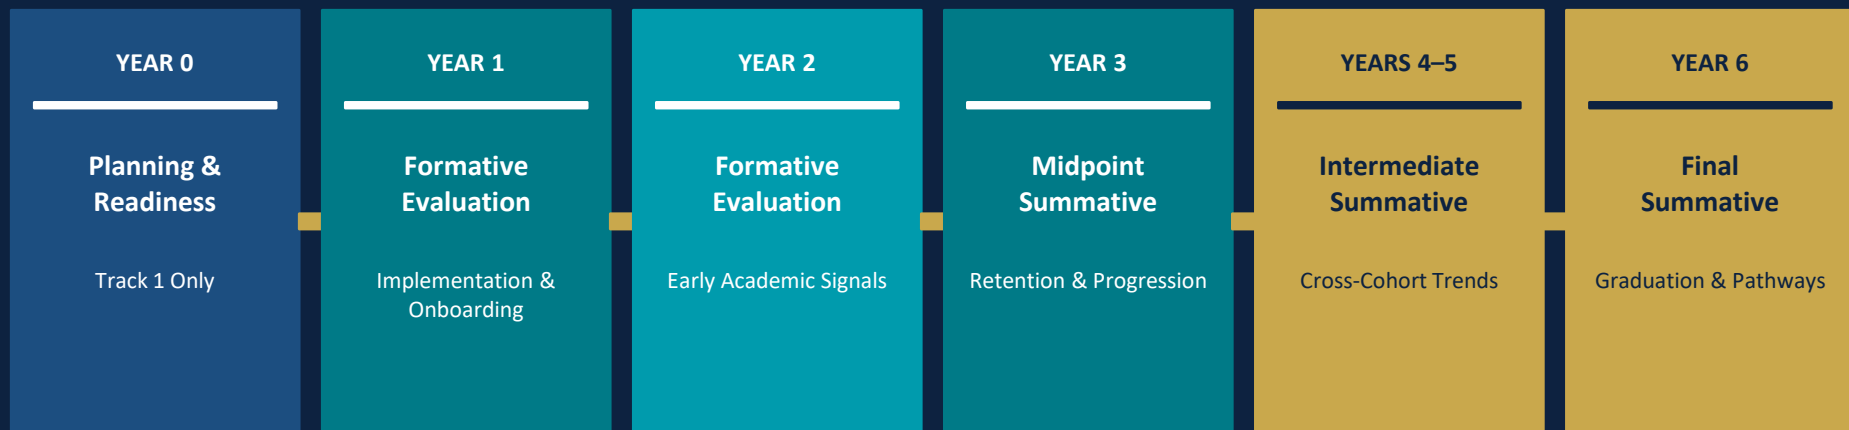 YEAR 0
Planning &
Readiness
Track 1 Only
YEAR 1
Formative
Evaluation
Implementation &
Onboarding
YEAR 2
Formative
Evaluation
Early Academic Signals
YEAR 3
Midpoint
Summative
Retention & Progression
YEARS 4–5
Intermediate
Summative
Cross-Cohort Trends
YEAR 6
Final
Summative
Graduation & Pathways